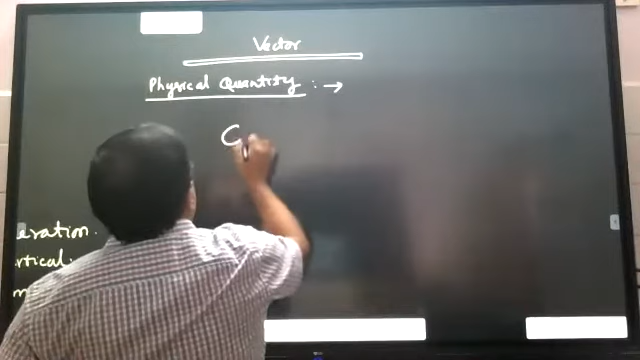 Vector
Physical Quantity : →
C
eration.
rtical.